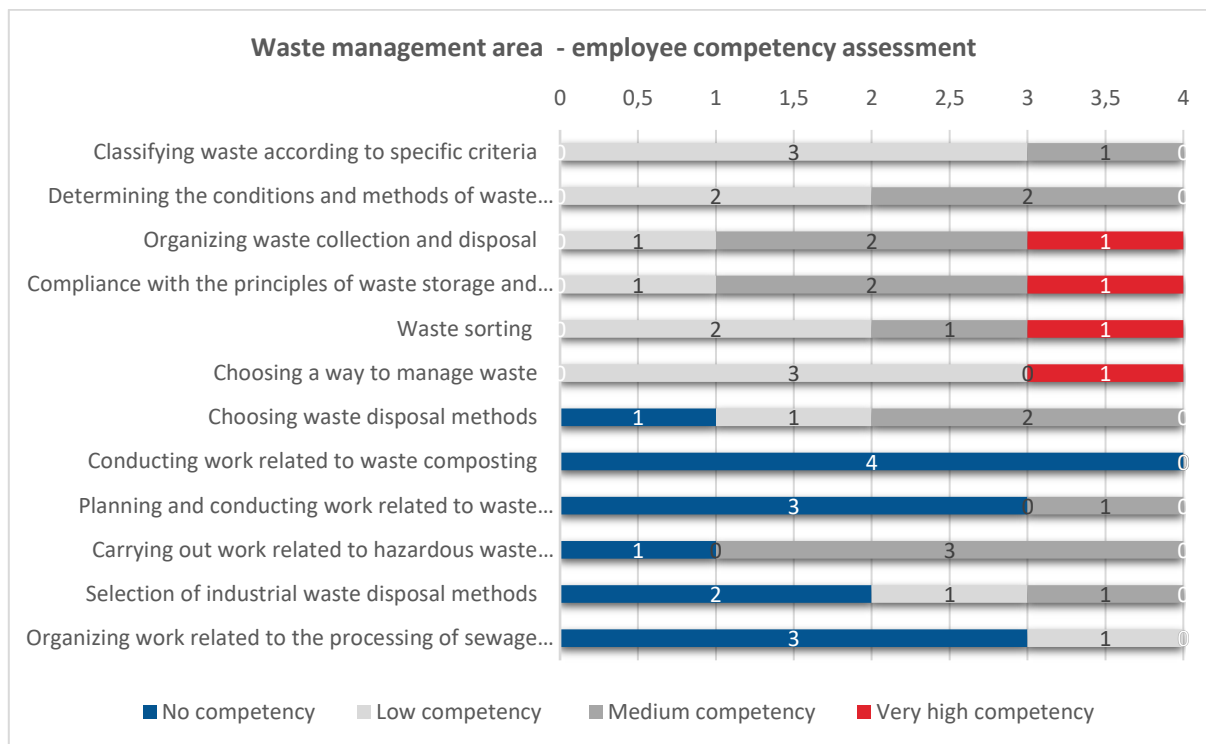 Waste management area - employee competency assessment
0 0,5 1 1,5 2 2,5 3 3,5 4
Classifying waste according to specific criteria 0 3 1 0
Determining the conditions and methods of waste... 0 2 2 0
Organizing waste collection and disposal 0 1 2 1
Compliance with the principles of waste storage and... 0 1 2 1
Waste sorting 0 2 1 1
Choosing a way to manage waste 0 3 0 1
Choosing waste disposal methods 1 1 2 0
Conducting work related to waste composting 4 0
Planning and conducting work related to waste... 3 0 1 0
Carrying out work related to hazardous waste... 1 0 3 0
Selection of industrial waste disposal methods 2 1 1 0
Organizing work related to the processing of sewage... 3 1 0
No competency Low competency Medium competency Very high competency